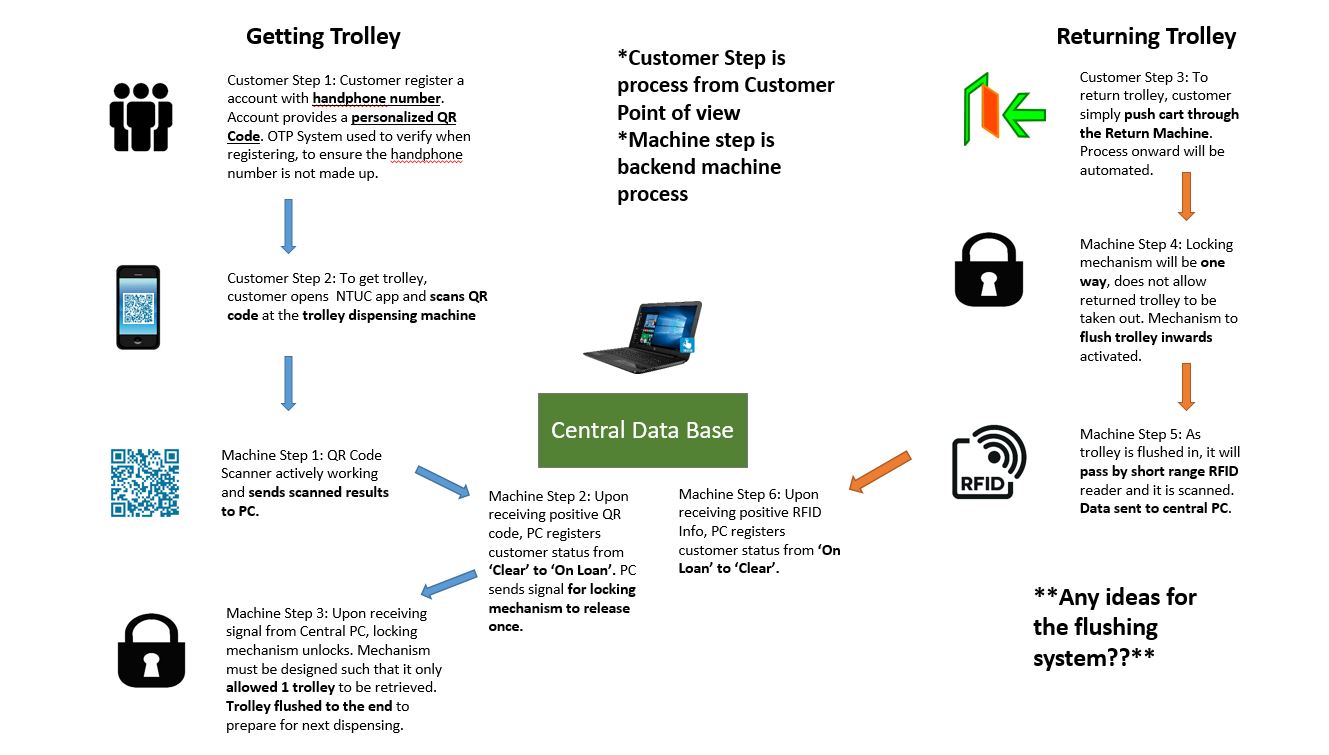 Getting Trolley
Customer Step 1: Customer register a
account with handphone number.
Account provides a personalized QR
Code. OTP System used to verify when
registering, to ensure the handphone
number is not made up.
Customer Step 2: To get trolley,
customer opens NTUC app and scans QR
code at the trolley dispensing machine
Machine Step 1: QR Code
Scanner actively working
and sends scanned results
to PC.
Machine Step 2: Upon
receiving positive QR
code, PC registers
customer status from
‘Clear’ to ‘On Loan’. PC
sends signal for locking
mechanism to release
once.
Machine Step 3: Upon receiving
signal from Central PC, locking
mechanism unlocks. Mechanism
must be designed such that it only
allowed 1 trolley to be retrieved.
Trolley flushed to the end to
prepare for next dispensing.
*Customer Step is
process from Customer
Point of view
*Machine step is
backend machine
process
Central Data Base
Returning Trolley
Customer Step 3: To
return trolley, customer
simply push cart through
the Return Machine.
Process onward will be
automated.
Machine Step 4: Locking
mechanism will be one
way, does not allow
returned trolley to be
taken out. Mechanism to
flush trolley inwards
activated.
RFID
Machine Step 5: As
trolley is flushed in, it will
pass by short range RFID
reader and it is scanned.
Data sent to central PC.
Machine Step 6: Upon
receiving positive RFID
Info, PC registers
customer status from ‘On
Loan’ to ‘Clear’.
**Any ideas for
the flushing
system??**